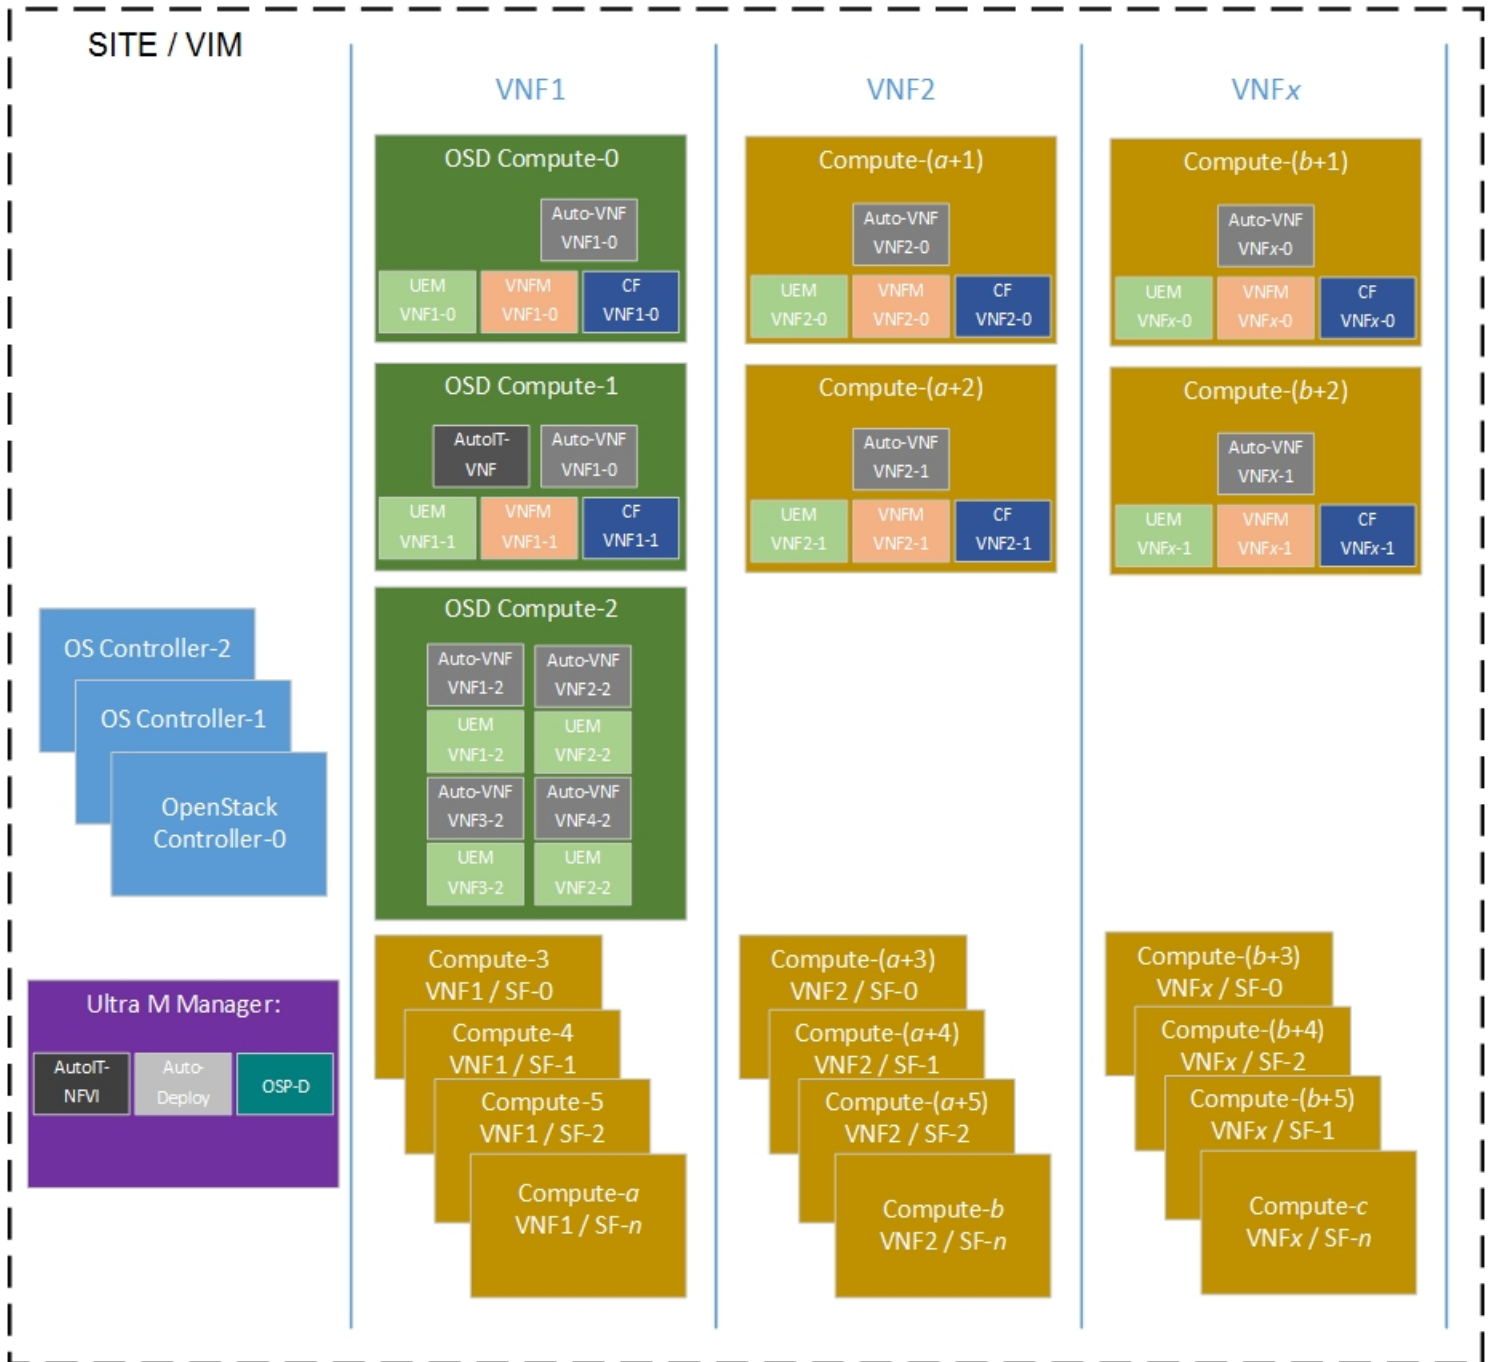 SITE / VIM
VNF1
VNF2
VNFx
OSD Compute-0
Auto-VNF
VNF1-0
UEM
VNF1-0
VNFM
VNF1-0
CF
VNF1-0
OSD Compute-1
AutoIT-
VNF
Auto-VNF
VNF1-0
UEM
VNF1-1
VNFM
VNF1-1
CF
VNF1-1
OSD Compute-2
Auto-VNF
VNF1-2
Auto-VNF
VNF2-2
UEM
VNF1-2
UEM
VNF2-2
Auto-VNF
VNF3-2
Auto-VNF
VNF4-2
UEM
VNF3-2
UEM
VNF2-2
Compute-3
VNF1 / SF-0
Compute-4
VNF1 / SF-1
Compute-5
VNF1 / SF-2
Compute-a
VNF1 / SF-n
Compute-(a+1)
Auto-VNF
VNF2-0
UEM
VNF2-0
VNFM
VNF2-0
CF
VNF2-0
Compute-(a+2)
Auto-VNF
VNF2-1
UEM
VNF2-1
VNFM
VNF2-1
CF
VNF2-1
Compute-(a+3)
VNF2 / SF-0
Compute-(a+4)
VNF2 / SF-1
Compute-(a+5)
VNF2 / SF-2
Compute-b
VNF2 / SF-n
Compute-(b+1)
Auto-VNF
VNFx-0
UEM
VNFx-0
VNFM
VNFx-0
CF
VNFx-0
Compute-(b+2)
Auto-VNF
VNFX-1
UEM
VNFx-1
VNFM
VNFx-1
CF
VNFx-1
Compute-(b+3)
VNFx / SF-0
Compute-(b+4)
VNFx / SF-2
Compute-(b+5)
VNFx / SF-1
Compute-c
VNFx / SF-n
OS Controller-2
OS Controller-1
OpenStack
Controller-0
Ultra M Manager:
AutoIT-
NFVI
Auto-
Deploy
OSP-D